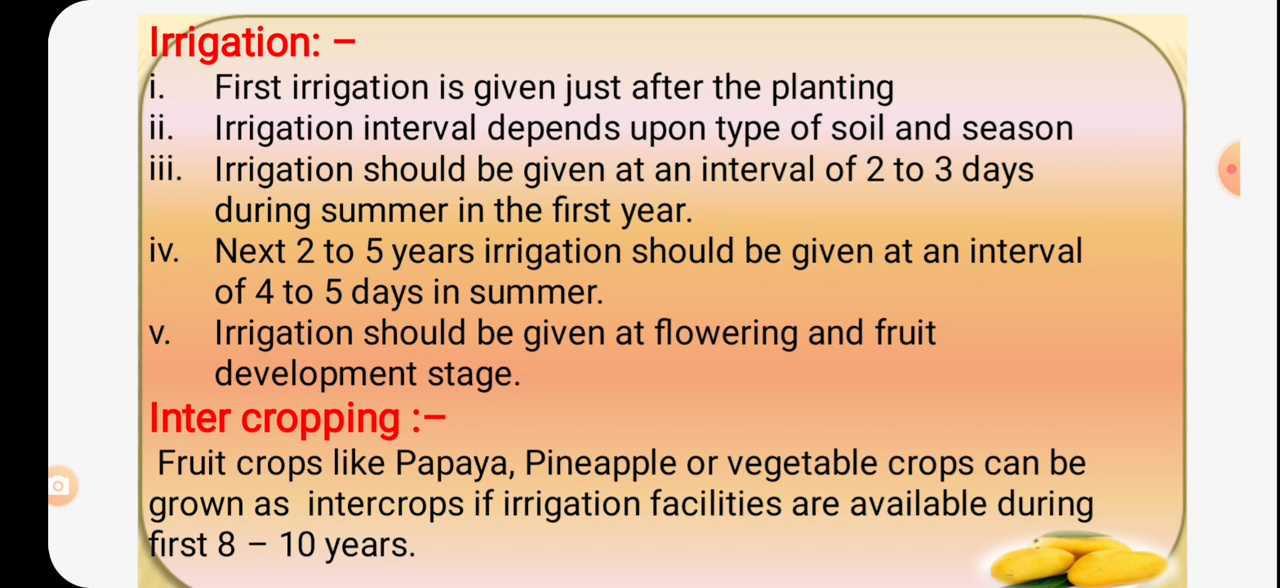 Irrigation: –
i. First irrigation is given just after the planting
ii. Irrigation interval depends upon type of soil and season
iii. Irrigation should be given at an interval of 2 to 3 days
during summer in the first year.
iv. Next 2 to 5 years irrigation should be given at an interval
of 4 to 5 days in summer.
v. Irrigation should be given at flowering and fruit
development stage.
Inter cropping :–
Fruit crops like Papaya, Pineapple or vegetable crops can be
grown as intercrops if irrigation facilities are available during
first 8 – 10 years.